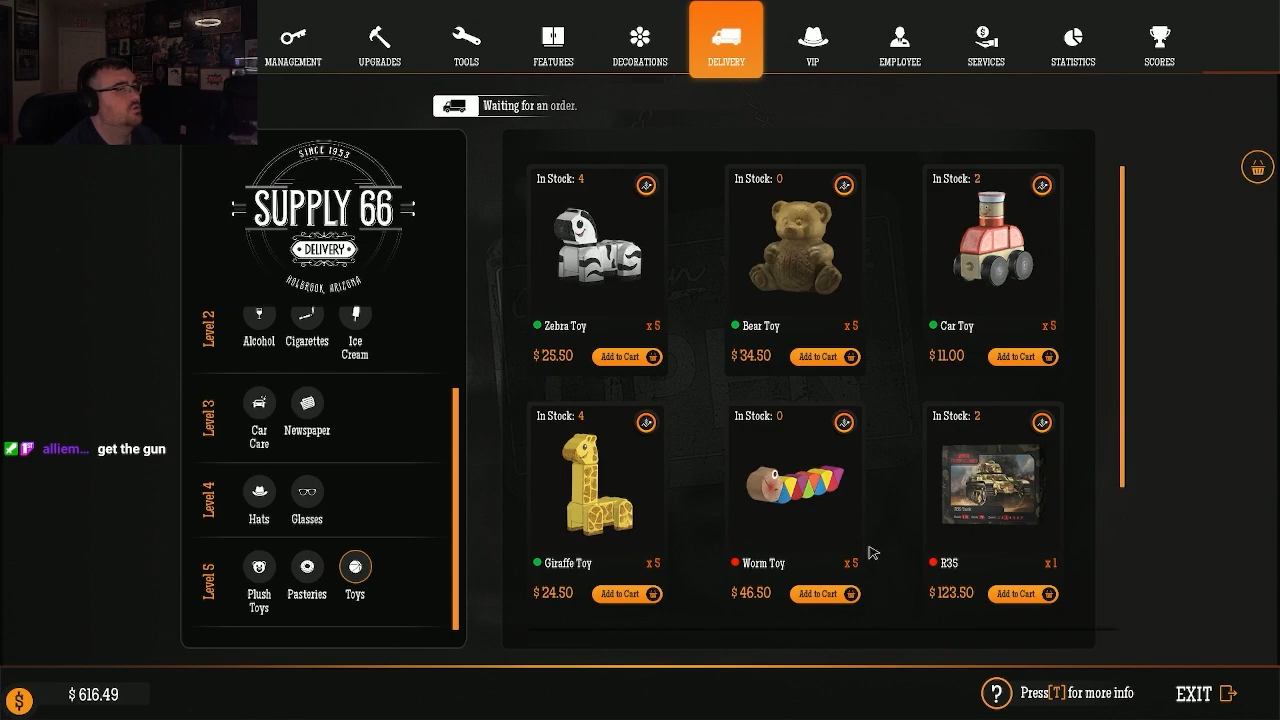 MANAGEMENT
UPGRADES
TOOLS
FEATURES
DECORATIONS
DELIVERY
VIP
EMPLOYEE
SERVICES
STATISTICS
SCORES
Waiting for an order.
SINCE 1953
SUPPLY 66
• DELIVERY •
HOLBROOK, ARIZONA
Level 2
Alcohol
Cigarettes
Ice
Cream
Level 3
Car
Care
Newspaper
Level 4
Hats
Glasses
Level 5
Plush
Toys
Pasteries
Toys
alliem... get the gun
In Stock: 4
Zebra Toy x 5
$ 25.50 Add to Cart
In Stock: 0
Bear Toy x 5
$ 34.50 Add to Cart
In Stock: 2
Car Toy x 5
$ 11.00 Add to Cart
In Stock: 4
Giraffe Toy x 5
$ 24.50 Add to Cart
In Stock: 0
Worm Toy x 5
$ 46.50 Add to Cart
In Stock: 2
R35 x 1
$ 123.50 Add to Cart
$ $ 616.49
? Press[T] for more info
EXIT